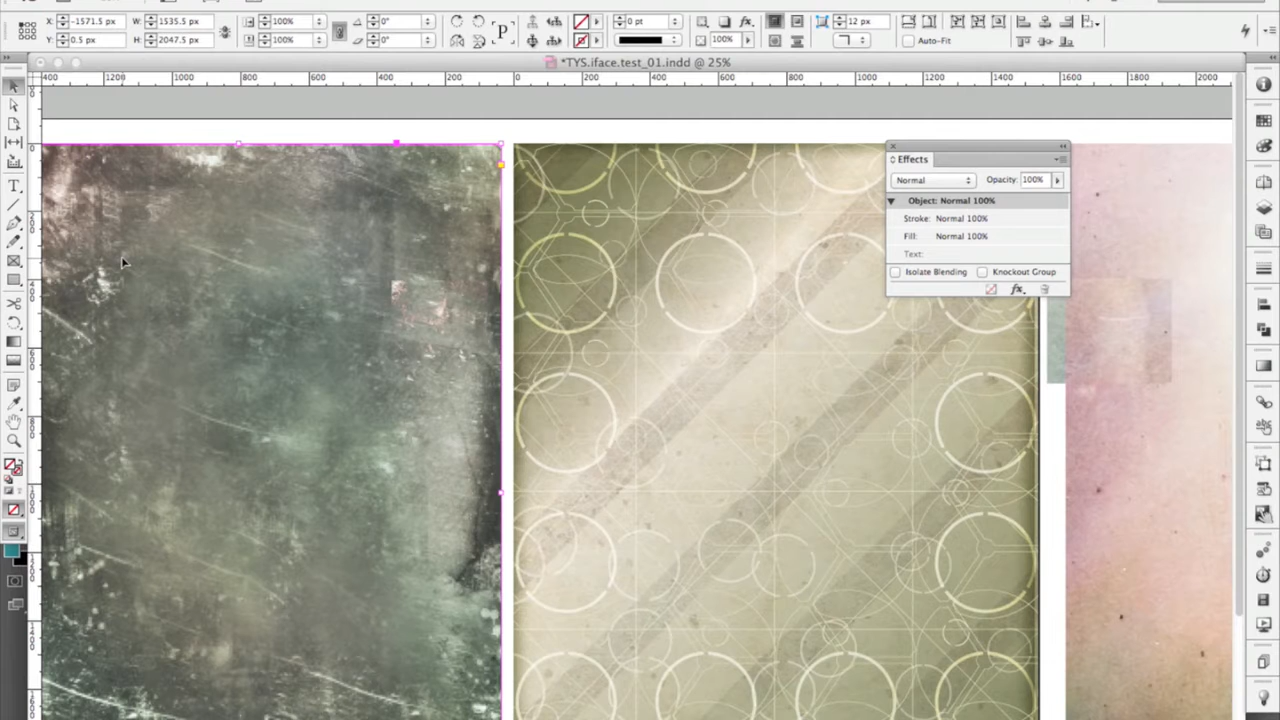 X: -1571.5 px W: 1535.5 px 100% 0° 0 pt 12 px
Y: 0.5 px H: 2047.5 px 100% 0° P fx. 100% Auto-Fit
*TYS.iface.test_01.indd @ 25%
400 1200 1000 800 600 400 200 0 200 400 600 800 1000 1200 1400 1600 1800 2000
Effects
Normal Opacity: 100%
Object: Normal 100%
Stroke: Normal 100%
Fill: Normal 100%
Text:
Isolate Blending Knockout Group
fx.
T